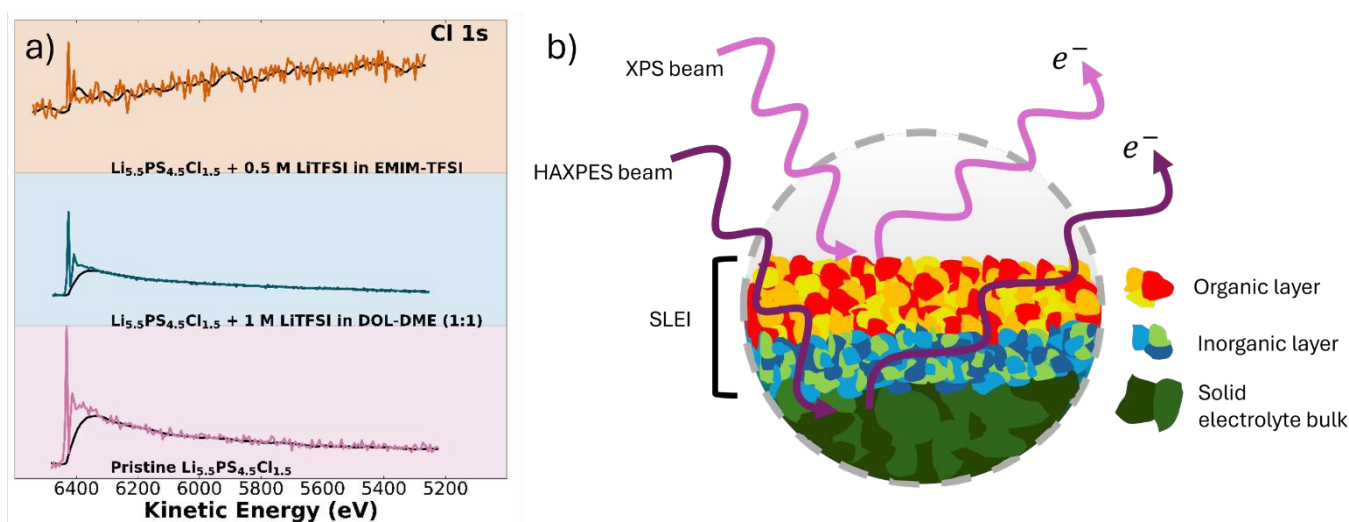 a)
Cl 1s
Li₅.₅PS₄.₅Cl₁.₅ + 0.5 M LiTFSI in EMIM-TFSI
Li₅.₅PS₄.₅Cl₁.₅ + 1 M LiTFSI in DOL-DME (1:1)
Pristine Li₅.₅PS₄.₅Cl₁.₅
6400 6200 6000 5800 5600 5400 5200
Kinetic Energy (eV)
b)
XPS beam
e⁻
HAXPES beam
e⁻
SLEI
Organic layer
Inorganic layer
Solid
electrolyte bulk